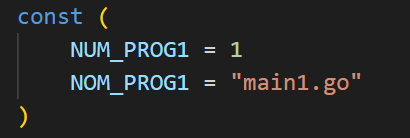 const (
    NUM_PROG1 = 1
    NOM_PROG1 = "main1.go"
)